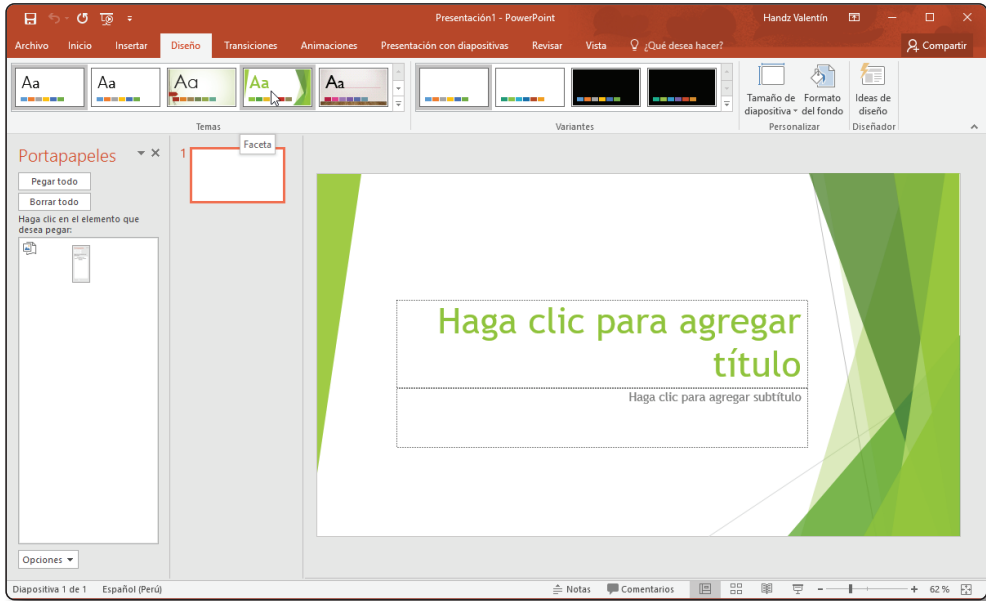 Presentación1 - PowerPoint
Handz Valentín
Archivo Inicio Insertar Diseño Transiciones Animaciones Presentación con diapositivas Revisar Vista ¿Qué desea hacer? Compartir
Aa Aa Aa Aa Aa
Tamaño de diapositiva
Formato del fondo
Ideas de diseño
Temas Variantes Personalizar Diseñador
Faceta
Portapapeles
Pegar todo
Borrar todo
Haga clic en el elemento que
desea pegar:
1
Haga clic para agregar
título
Haga clic para agregar subtítulo
Opciones
Diapositiva 1 de 1 Español (Perú) Notas Comentarios 62 %